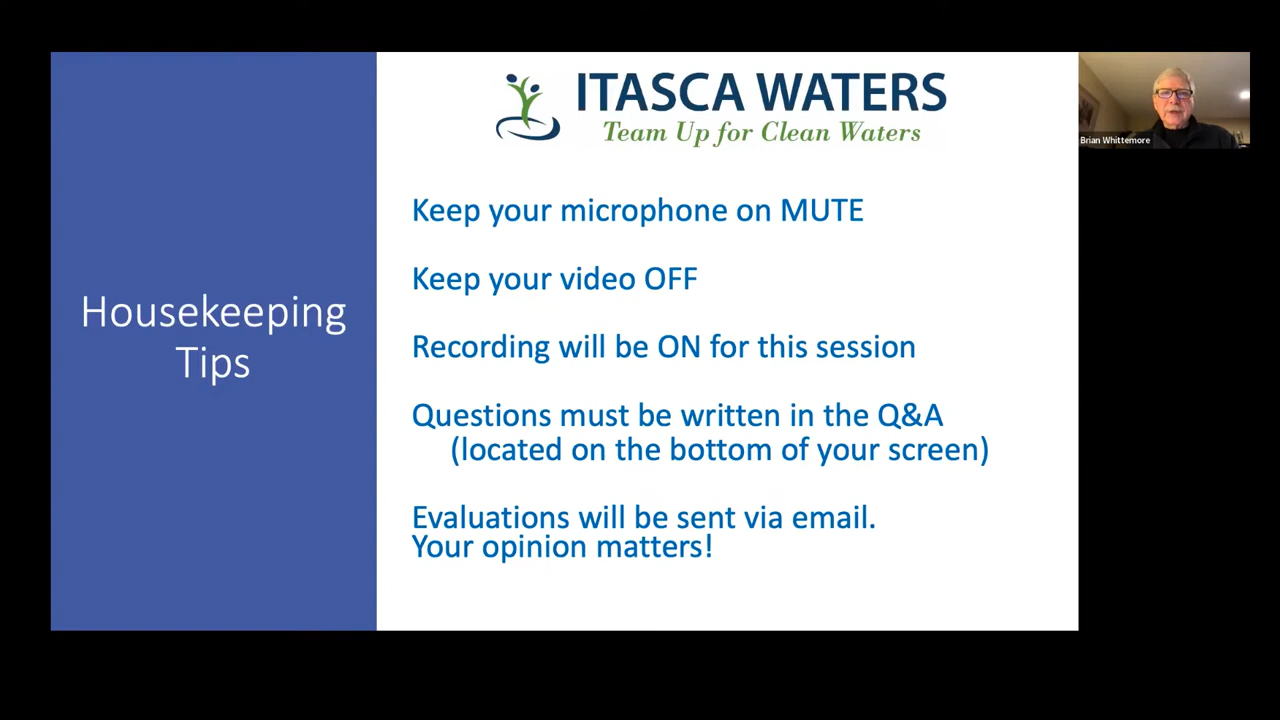 ITASCA WATERS
Team Up for Clean Waters
Brian Whittemore
Housekeeping
Tips
Keep your microphone on MUTE
Keep your video OFF
Recording will be ON for this session
Questions must be written in the Q&A
(located on the bottom of your screen)
Evaluations will be sent via email.
Your opinion matters!